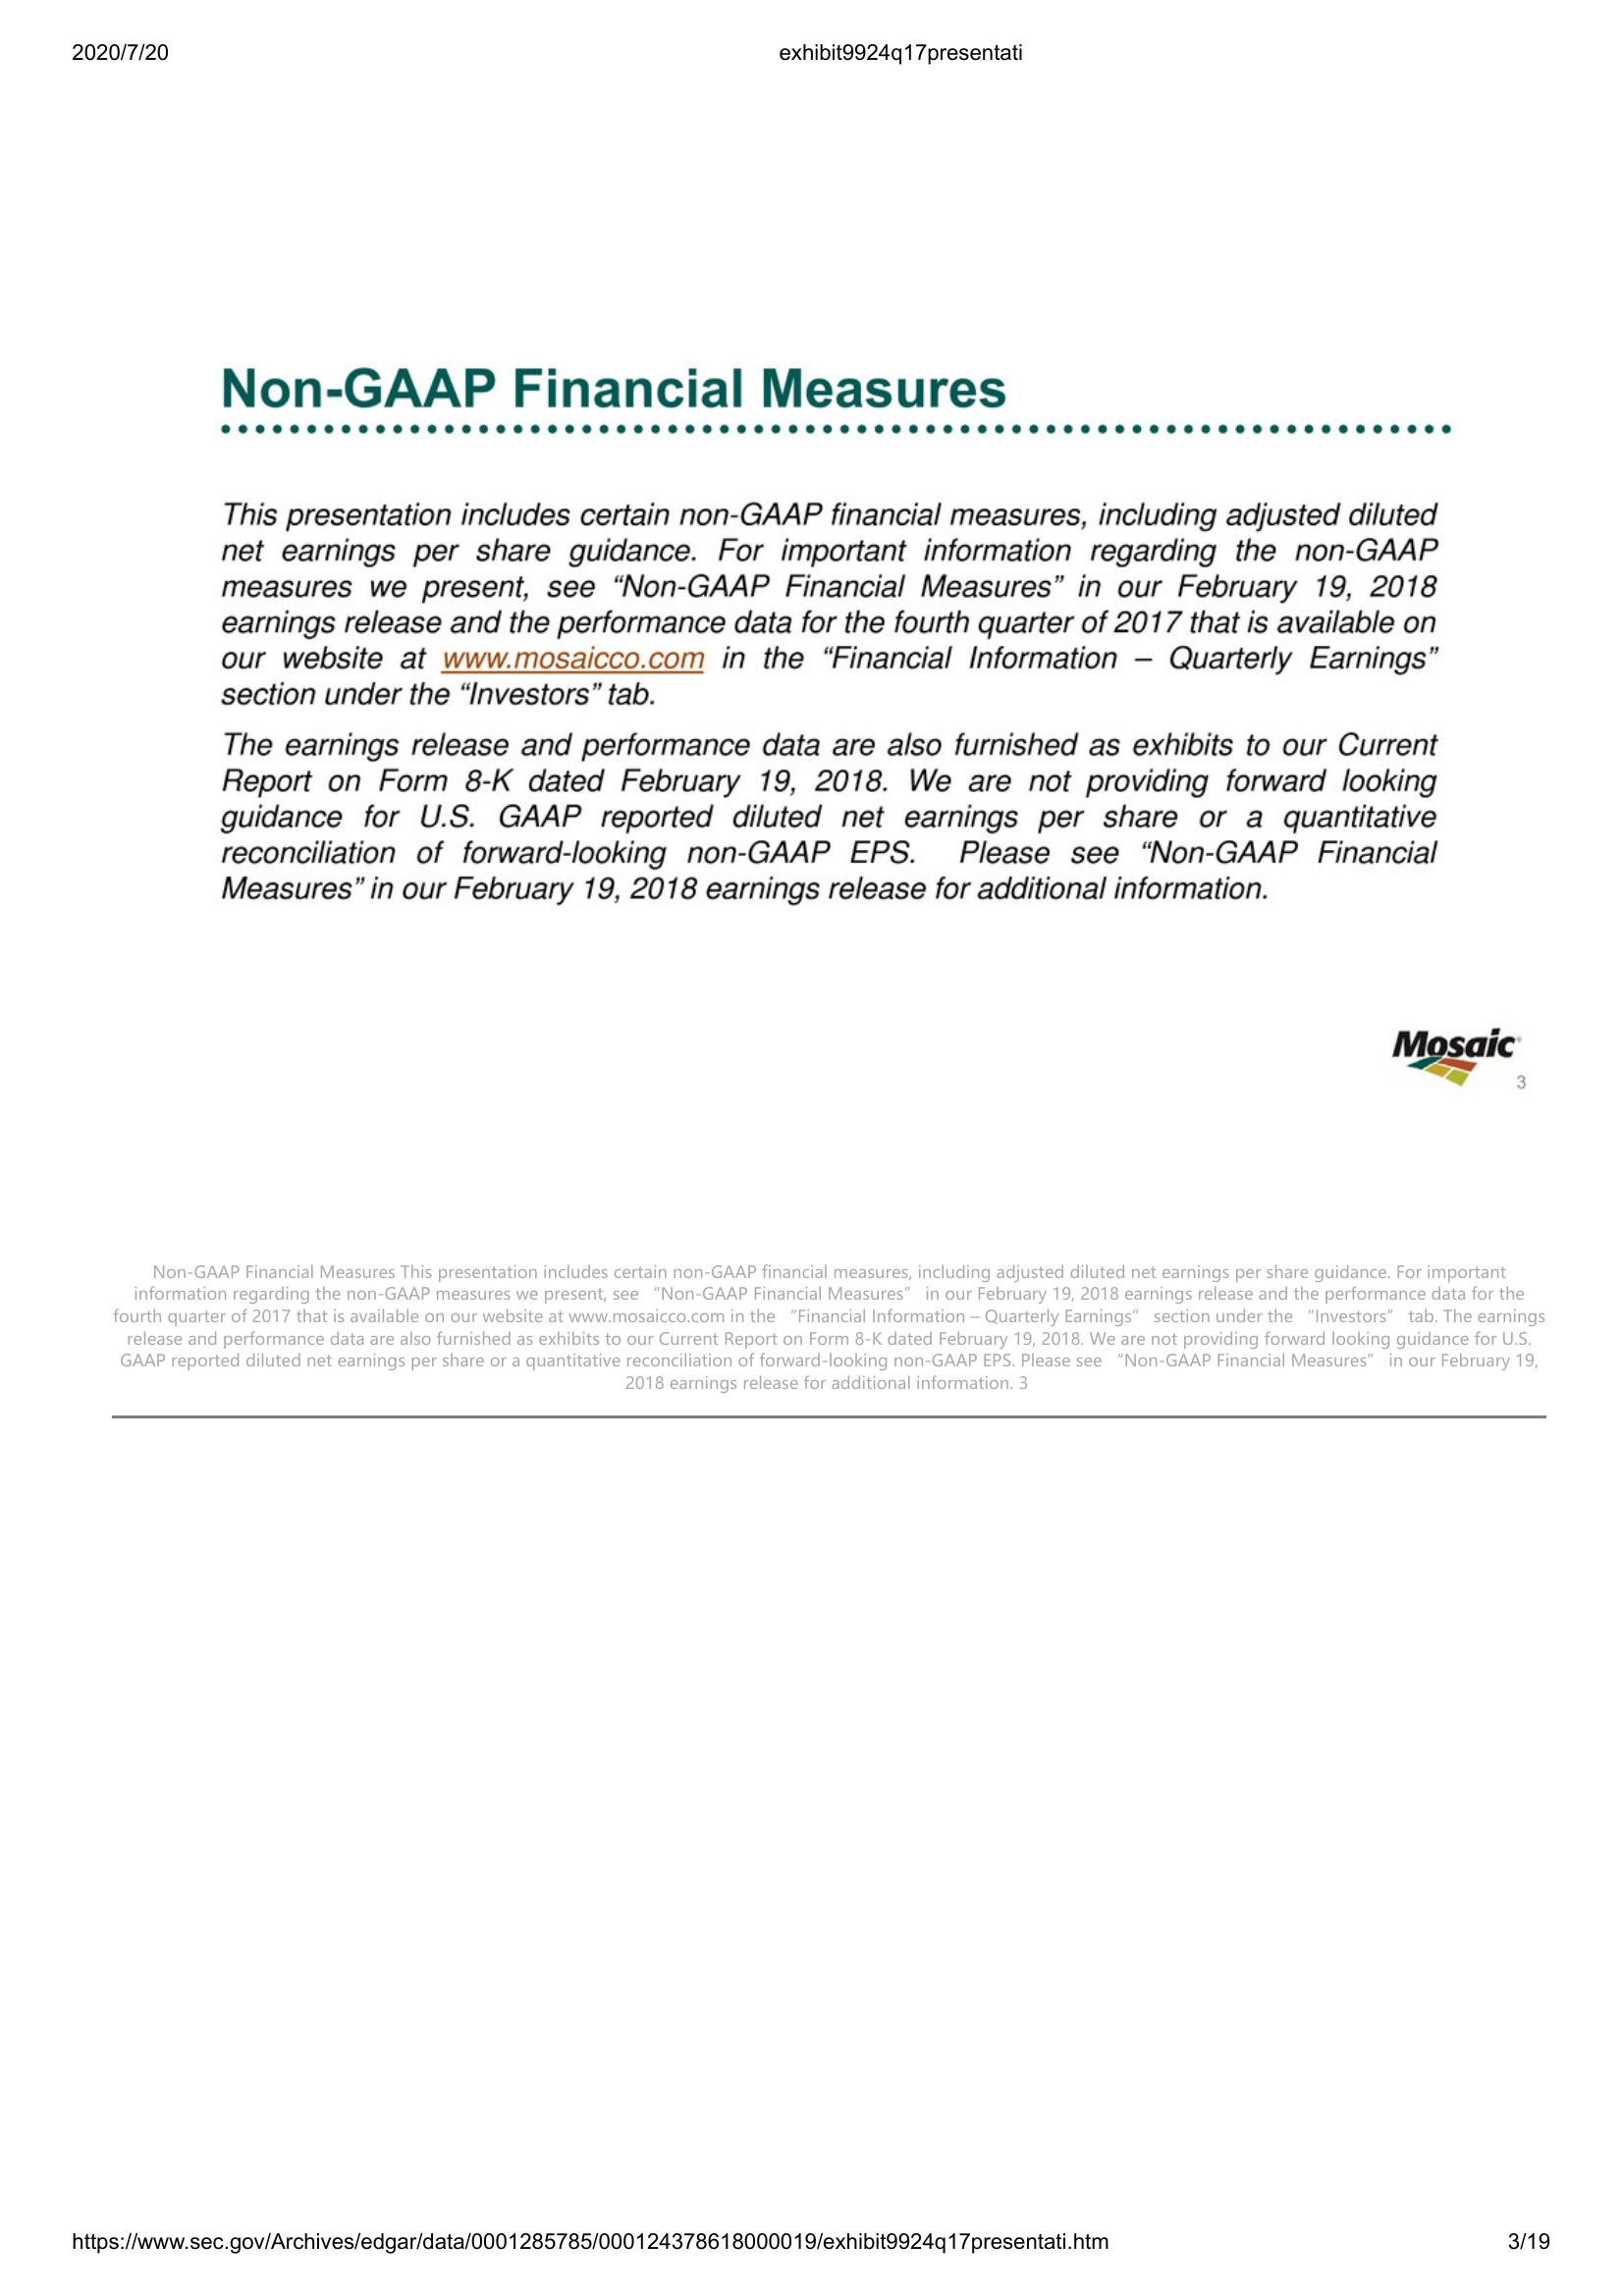 2020/7/20 exhibit9924q17presentati
Non-GAAP Financial Measures
This presentation includes certain non-GAAP financial measures, including adjusted diluted
net earnings per share guidance. For important information regarding the non-GAAP
measures we present, see “Non-GAAP Financial Measures” in our February 19, 2018
earnings release and the performance data for the fourth quarter of 2017 that is available on
our website at www.mosaicco.com in the “Financial Information – Quarterly Earnings”
section under the “Investors” tab.
The earnings release and performance data are also furnished as exhibits to our Current
Report on Form 8-K dated February 19, 2018. We are not providing forward looking
guidance for U.S. GAAP reported diluted net earnings per share or a quantitative
reconciliation of forward-looking non-GAAP EPS. Please see “Non-GAAP Financial
Measures” in our February 19, 2018 earnings release for additional information.
Mosaic®
3
Non-GAAP Financial Measures This presentation includes certain non-GAAP financial measures, including adjusted diluted net earnings per share guidance. For important
information regarding the non-GAAP measures we present, see “Non-GAAP Financial Measures” in our February 19, 2018 earnings release and the performance data for the
fourth quarter of 2017 that is available on our website at www.mosaicco.com in the “Financial Information – Quarterly Earnings” section under the “Investors” tab. The earnings
release and performance data are also furnished as exhibits to our Current Report on Form 8-K dated February 19, 2018. We are not providing forward looking guidance for U.S.
GAAP reported diluted net earnings per share or a quantitative reconciliation of forward-looking non-GAAP EPS. Please see “Non-GAAP Financial Measures” in our February 19,
2018 earnings release for additional information. 3
https://www.sec.gov/Archives/edgar/data/0001285785/000124378618000019/exhibit9924q17presentati.htm 3/19